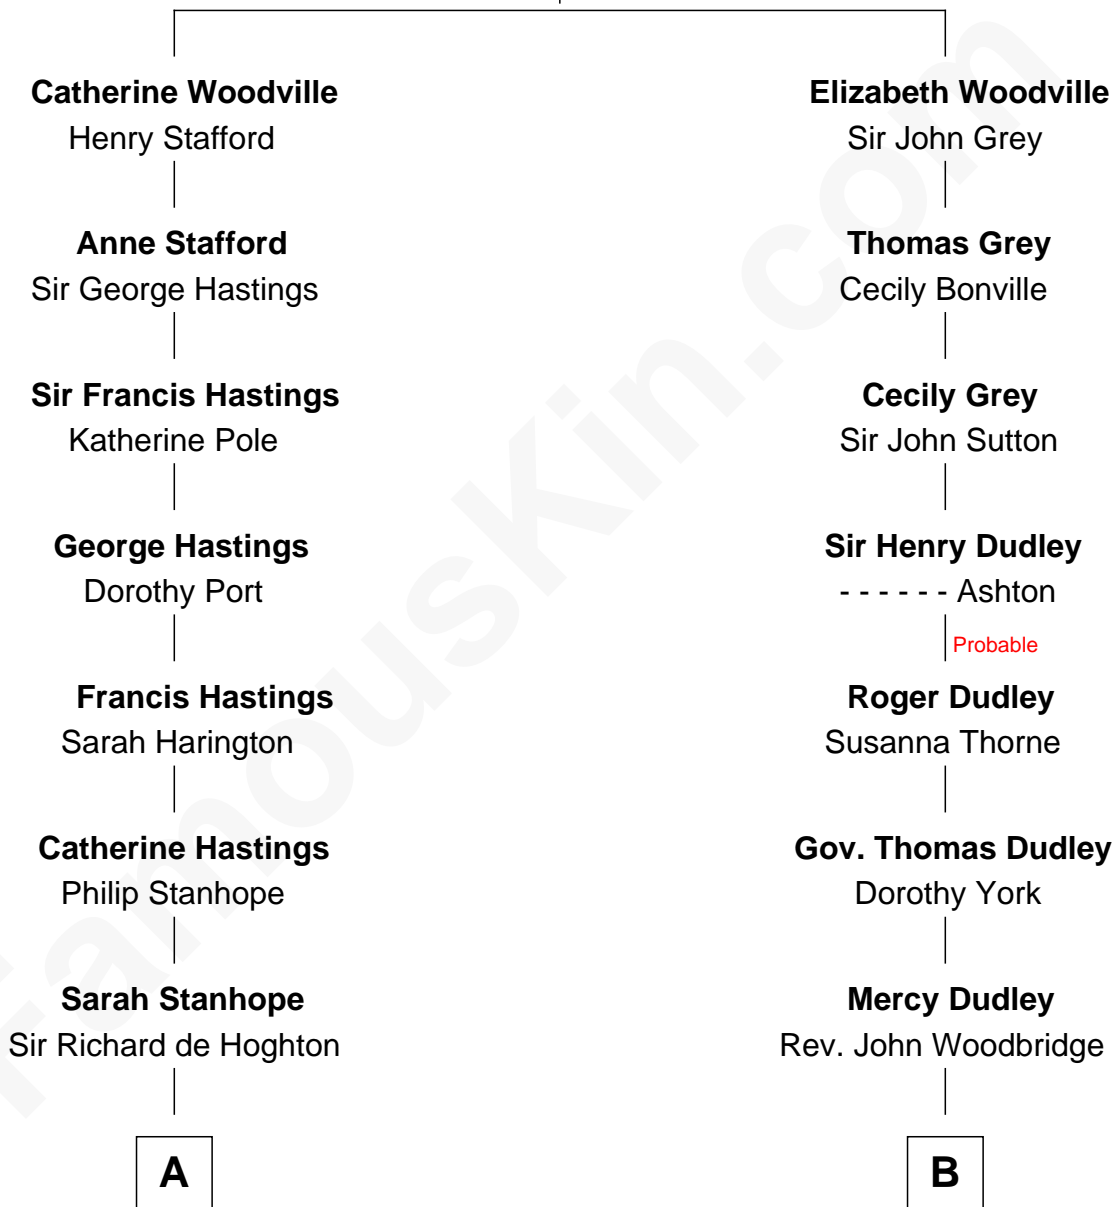 Catherine Woodville
Henry Stafford
Elizabeth Woodville
Sir John Grey
Anne Stafford
Sir George Hastings
Thomas Grey
Cecily Bonville
Sir Francis Hastings
Katherine Pole
Cecily Grey
Sir John Sutton
George Hastings
Dorothy Port
Sir Henry Dudley
- - - - - - Ashton
Probable
Francis Hastings
Sarah Harington
Roger Dudley
Susanna Thorne
Catherine Hastings
Philip Stanhope
Gov. Thomas Dudley
Dorothy York
Sarah Stanhope
Sir Richard de Hoghton
Mercy Dudley
Rev. John Woodbridge
A
B
FamousKin.com